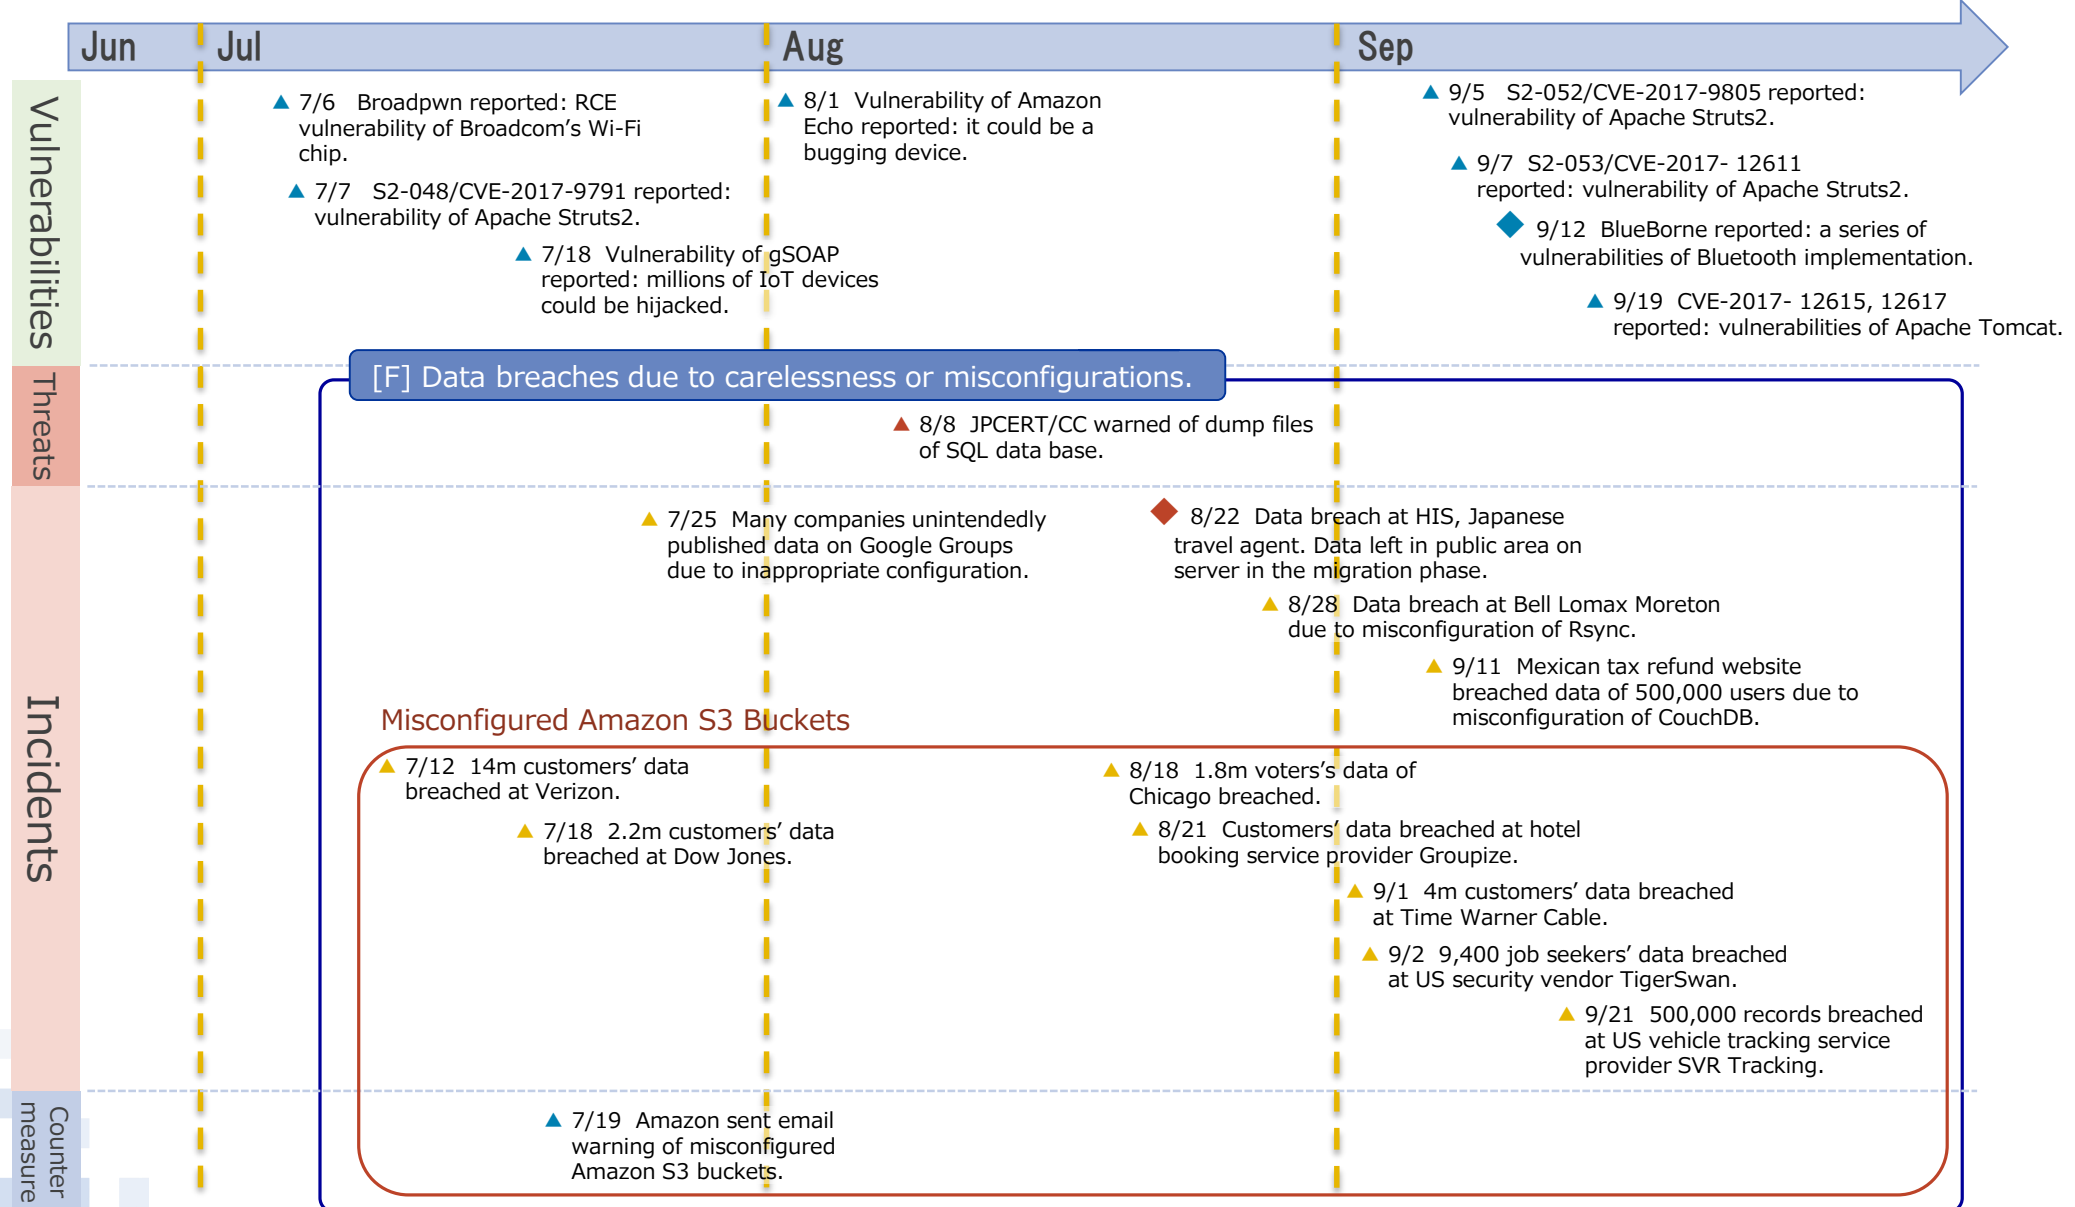 Jun
Jul
Aug
Sep
Vulnerabilities
7/6 Broadpwn reported: RCE
vulnerability of Broadcom’s Wi-Fi
chip.
7/7 S2-048/CVE-2017-9791 reported:
vulnerability of Apache Struts2.
7/18 Vulnerability of gSOAP
reported: millions of IoT devices
could be hijacked.
8/1 Vulnerability of Amazon
Echo reported: it could be a
bugging device.
9/5 S2-052/CVE-2017-9805 reported:
vulnerability of Apache Struts2.
9/7 S2-053/CVE-2017- 12611
reported: vulnerability of Apache Struts2.
9/12 BlueBorne reported: a series of
vulnerabilities of Bluetooth implementation.
9/19 CVE-2017- 12615, 12617
reported: vulnerabilities of Apache Tomcat.
Threats
[F] Data breaches due to carelessness or misconfigurations.
8/8 JPCERT/CC warned of dump files
of SQL data base.
Incidents
7/25 Many companies unintendedly
published data on Google Groups
due to inappropriate configuration.
8/22 Data breach at HIS, Japanese
travel agent. Data left in public area on
server in the migration phase.
8/28 Data breach at Bell Lomax Moreton
due to misconfiguration of Rsync.
9/11 Mexican tax refund website
breached data of 500,000 users due to
misconfiguration of CouchDB.
Misconfigured Amazon S3 Buckets
7/12 14m customers’ data
breached at Verizon.
7/18 2.2m customers’ data
breached at Dow Jones.
8/18 1.8m voters’s data of
Chicago breached.
8/21 Customers’ data breached at hotel
booking service provider Groupize.
9/1 4m customers’ data breached
at Time Warner Cable.
9/2 9,400 job seekers’ data breached
at US security vendor TigerSwan.
9/21 500,000 records breached
at US vehicle tracking service
provider SVR Tracking.
Counter
measure
7/19 Amazon sent email
warning of misconfigured
Amazon S3 buckets.